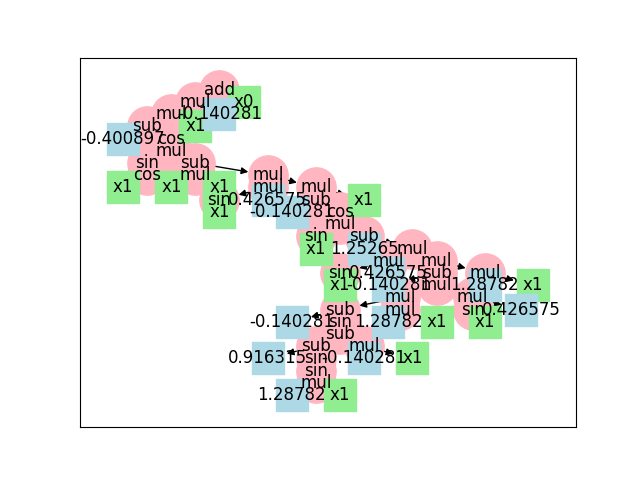 add
mul x0
mul -0.140281
sub x1
-0.400897 cos
mul
sin sub
cos mul mul
x1 x1 x1 mul mul
sin 0.426575 sub x1
x1 -0.140281 cos
mul
sin sub
x1 1.25265 mul
mul mul
sin 0.426575 sub mul
x1 -0.140281 mul 1.28782 x1
mul mul
sub mul sin 0.426575
-0.140281 sin 1.28782 x1 x1
sub
sub mul
0.916315 sin -0.140281 x1
sin
mul
1.28782 x1